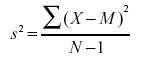 s² = ∑(X – M)² / N – 1